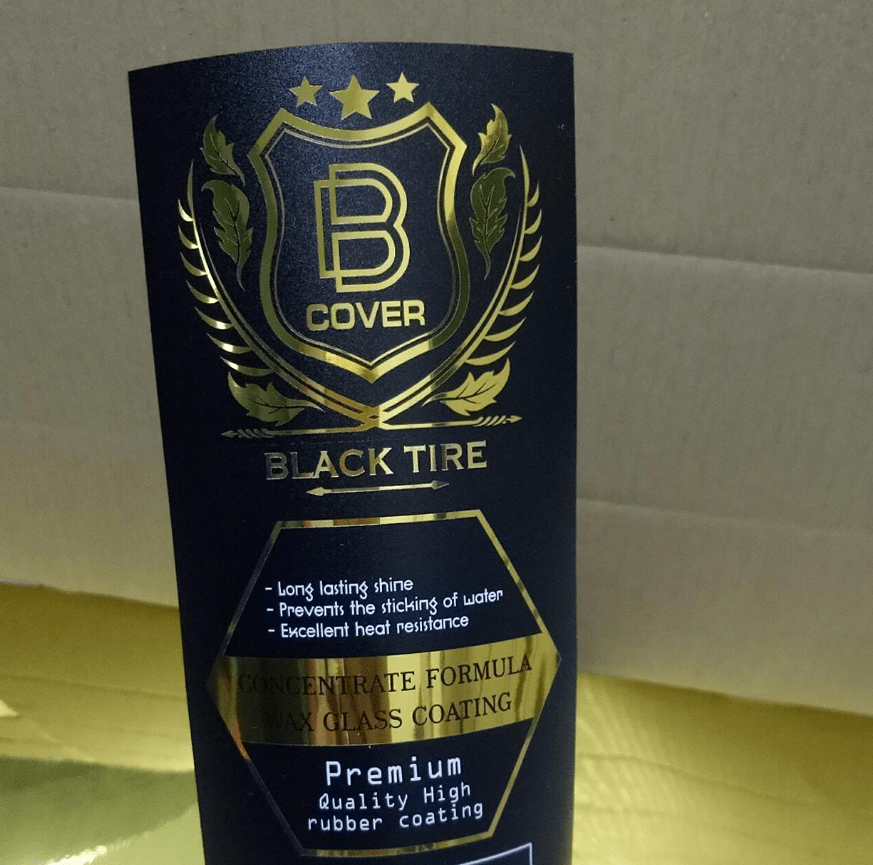 B
COVER
BLACK TIRE
- Long lasting shine
- Prevents the sticking of water
- Excellent heat resistance
CONCENTRATE FORMULA
WAX GLASS COATING
Premium
Quality High
rubber coating